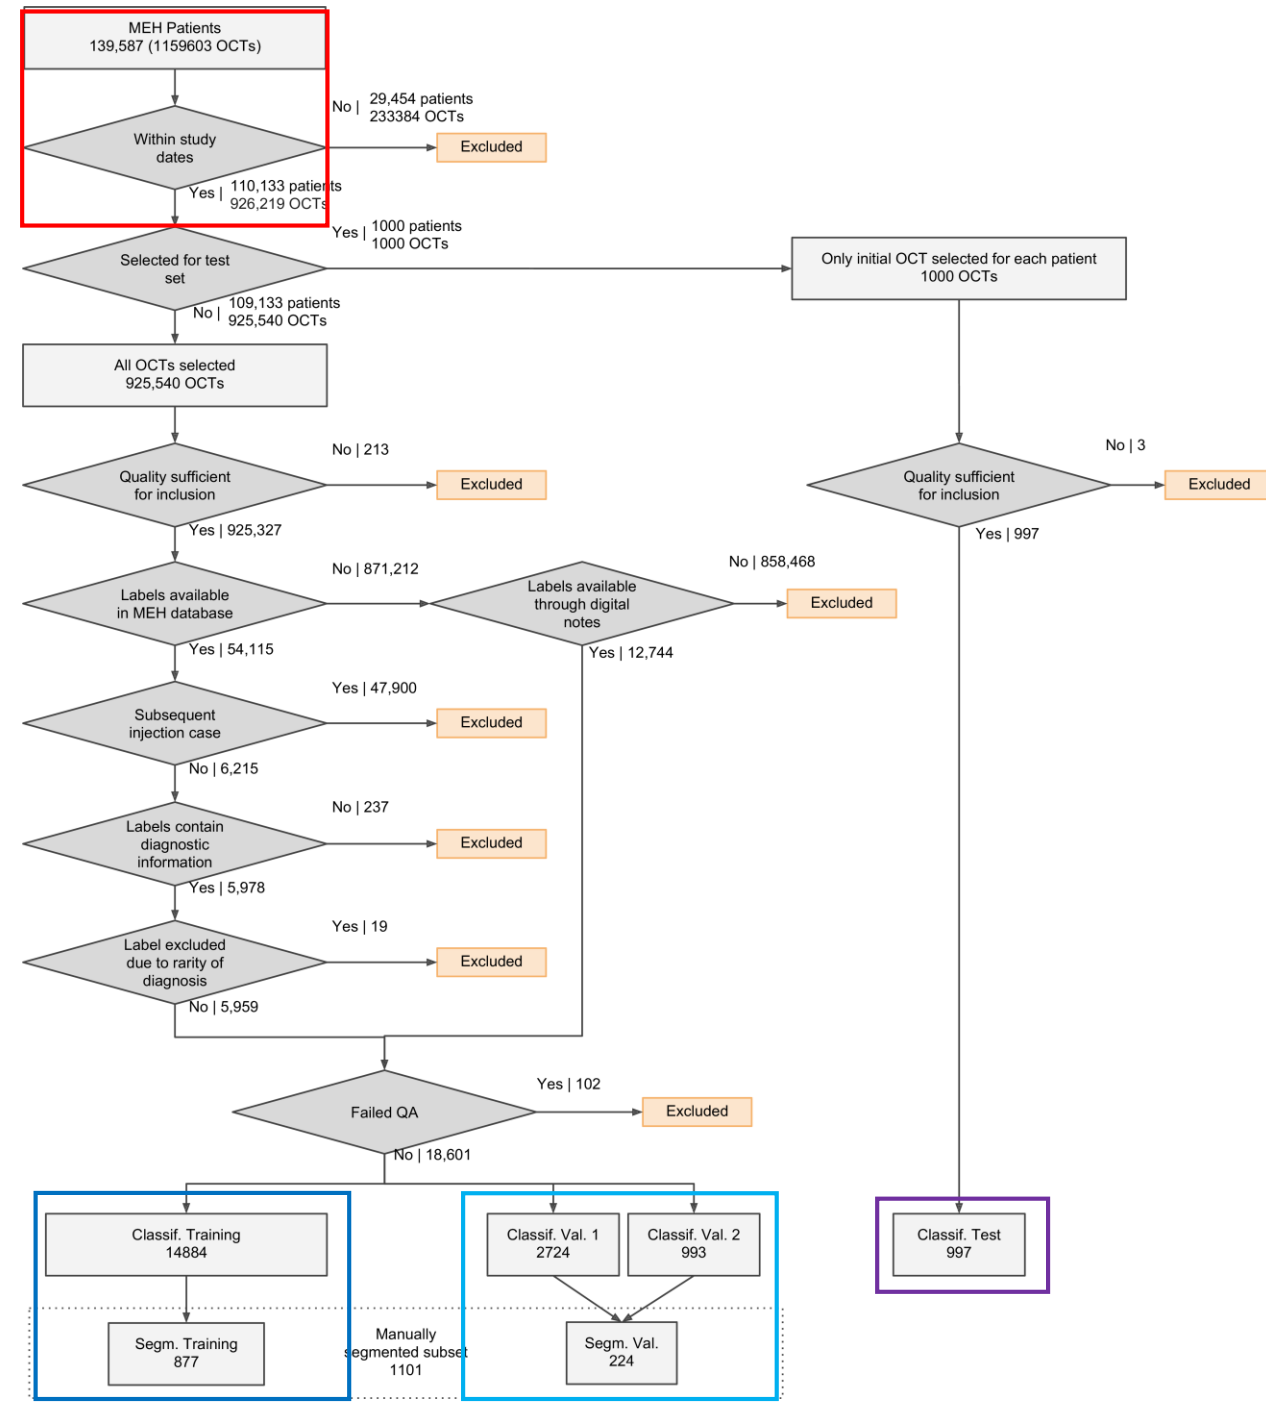 MEH Patients
139,587 (1159603 OCTs)
No | 29,454 patients
233384 OCTs
Within study
dates
Excluded
Yes | 110,133 patients
926,219 OCTs
Yes | 1000 patients
1000 OCTs
Selected for test
set
Only initial OCT selected for each patient
1000 OCTs
No | 109,133 patients
925,540 OCTs
All OCTs selected
925,540 OCTs
No | 213
Quality sufficient
for inclusion
Excluded
Yes | 925,327
No | 3
Quality sufficient
for inclusion
Excluded
Yes | 997
No | 871,212
Labels available
in MEH database
Yes | 54,115
No | 858,468
Labels available
through digital
notes
Excluded
Yes | 12,744
Yes | 47,900
Subsequent
injection case
Excluded
No | 6,215
No | 237
Labels contain
diagnostic
information
Excluded
Yes | 5,978
Yes | 19
Label excluded
due to rarity of
diagnosis
Excluded
No | 5,959
Yes | 102
Failed QA
Excluded
No | 18,601
Classif. Training
14884
Classif. Val. 1
2724
Classif. Val. 2
993
Classif. Test
997
Segm. Training
877
Manually
segmented subset
1101
Segm. Val.
224